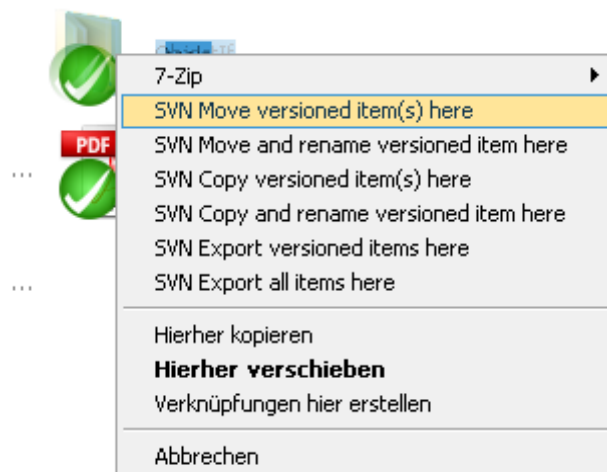 7-Zip
SVN Move versioned item(s) here
PDF
SVN Move and rename versioned item here
...
SVN Copy versioned item(s) here
SVN Copy and rename versioned item here
SVN Export versioned items here
...
SVN Export all items here
Hierher kopieren
Hierher verschieben
Verknüpfungen hier erstellen
Abbrechen